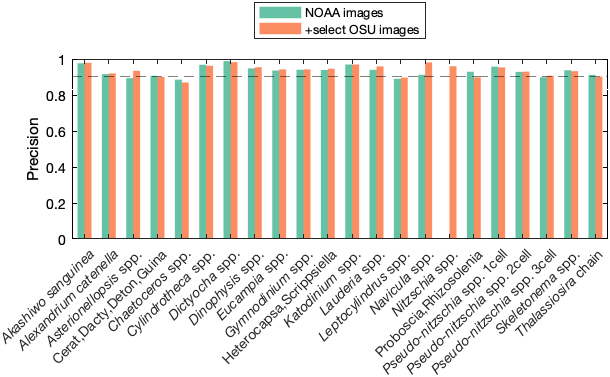 NOAA images
+select OSU images
1
0.8
0.6
0.4
0.2
0
Precision
Akashiwo sanguinea
Alexandrium catenella
Asterionellopsis spp.
Cerat,Dacty,Deton,Guina
Chaetoceros spp.
Cylindrotheca spp.
Dictyocha spp.
Dinophysis spp.
Eucampia spp.
Gymnodinium spp.
Heterocapsa,Scrippsiella
Katodinium spp.
Lauderia spp.
Leptocylindrus spp.
Navicula spp.
Nitzschia spp.
Proboscia,Rhizosolenia
Pseudo-nitzschia spp. 1cell
Pseudo-nitzschia spp. 2cell
Pseudo-nitzschia spp. 3cell
Skeletonema spp.
Thalassiosira chain